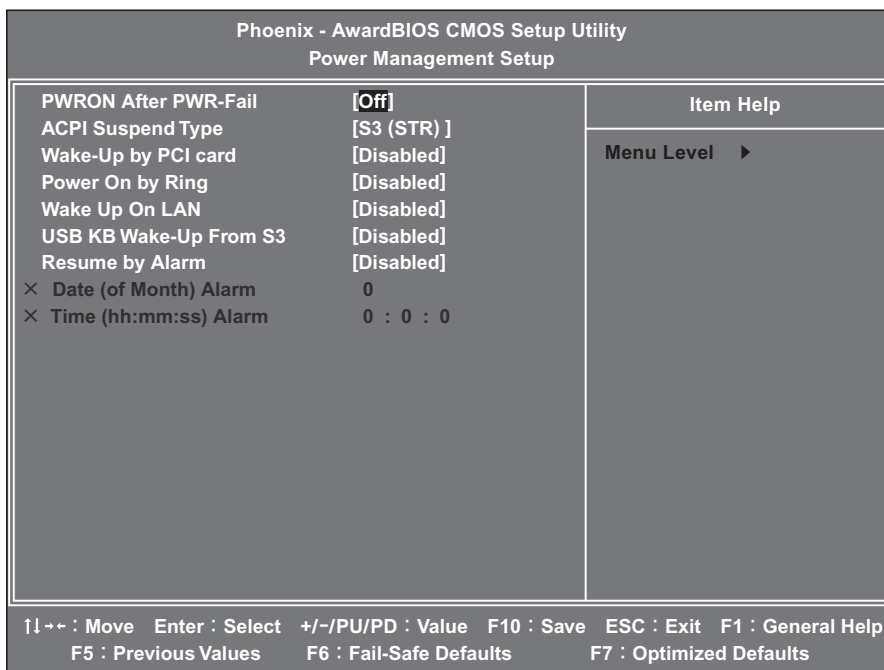 Phoenix - AwardBIOS CMOS Setup Utility
Power Management Setup
PWRON After PWR-Fail [Off]
ACPI Suspend Type [S3 (STR) ]
Wake-Up by PCI card [Disabled]
Power On by Ring [Disabled]
Wake Up On LAN [Disabled]
USB KB Wake-Up From S3 [Disabled]
Resume by Alarm [Disabled]
× Date (of Month) Alarm 0
× Time (hh:mm:ss) Alarm 0 : 0 : 0
Item Help
Menu Level ▶
↑↓→← : Move Enter : Select +/-/PU/PD : Value F10 : Save ESC : Exit F1 : General Help
F5 : Previous Values F6 : Fail-Safe Defaults F7 : Optimized Defaults